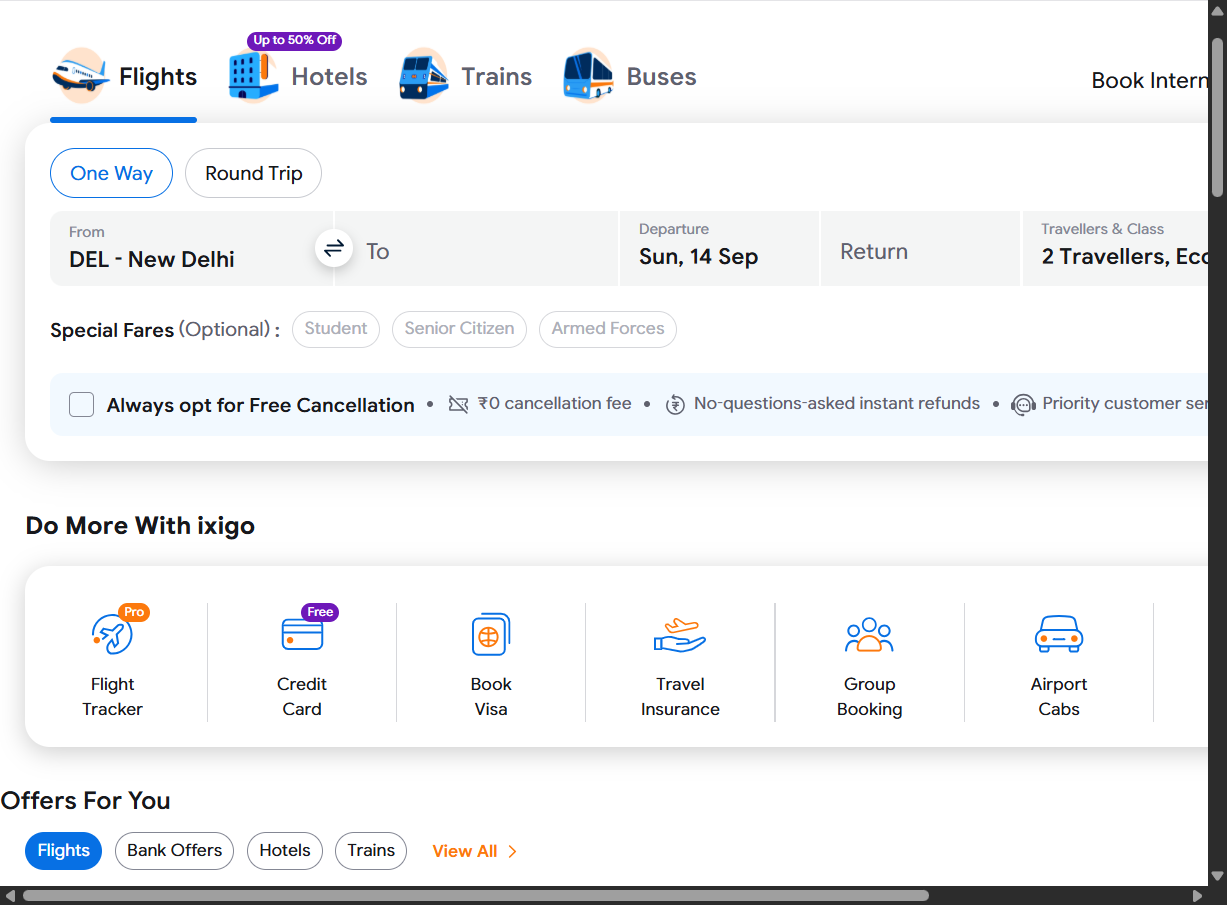 Up to 50% Off
Flights
Hotels
Trains
Buses
Book Intern
One Way
Round Trip
From
DEL - New Delhi
To
Departure
Sun, 14 Sep
Return
Travellers & Class
2 Travellers, Eco
Special Fares (Optional) :
Student
Senior Citizen
Armed Forces
Always opt for Free Cancellation • ₹0 cancellation fee • No-questions-asked instant refunds • Priority customer ser
Do More With ixigo
Pro
Flight
Tracker
Free
Credit
Card
Book
Visa
Travel
Insurance
Group
Booking
Airport
Cabs
Offers For You
Flights
Bank Offers
Hotels
Trains
View All